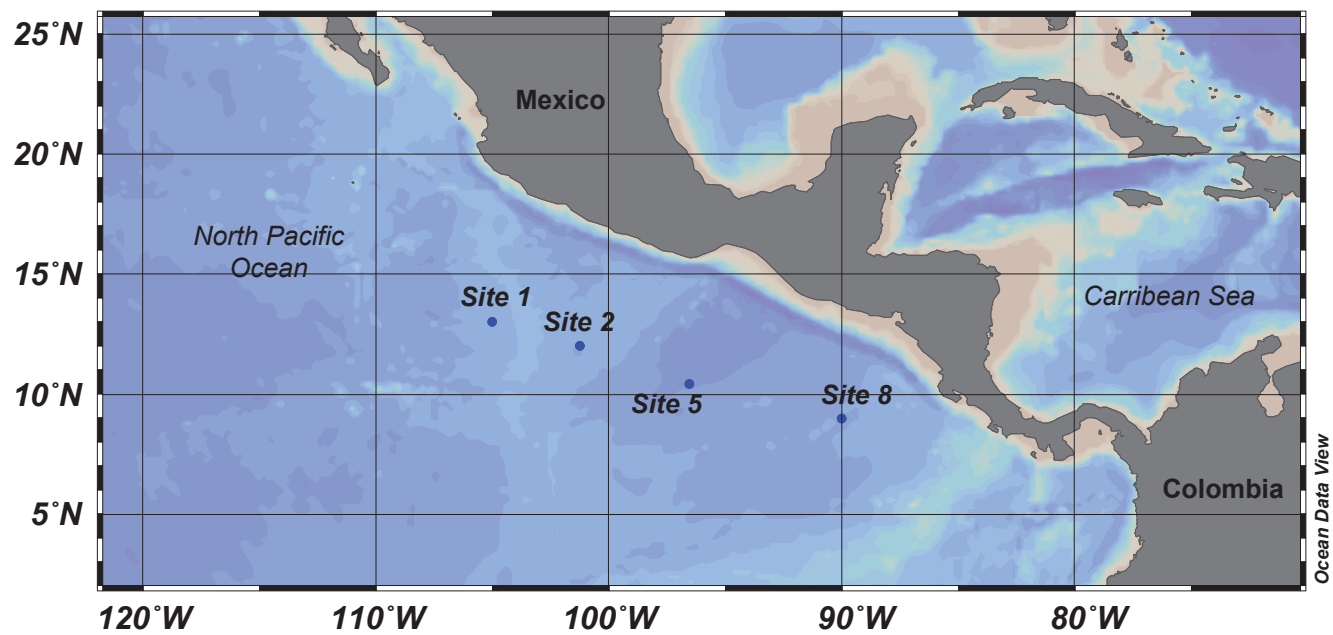 25°N
Mexico
20°N
North Pacific
Ocean
15°N
Site 1
Carribean Sea
Site 2
10°N
Site 5
Site 8
Colombia
5°N
Ocean Data View
120°W
110°W
100°W
90°W
80°W